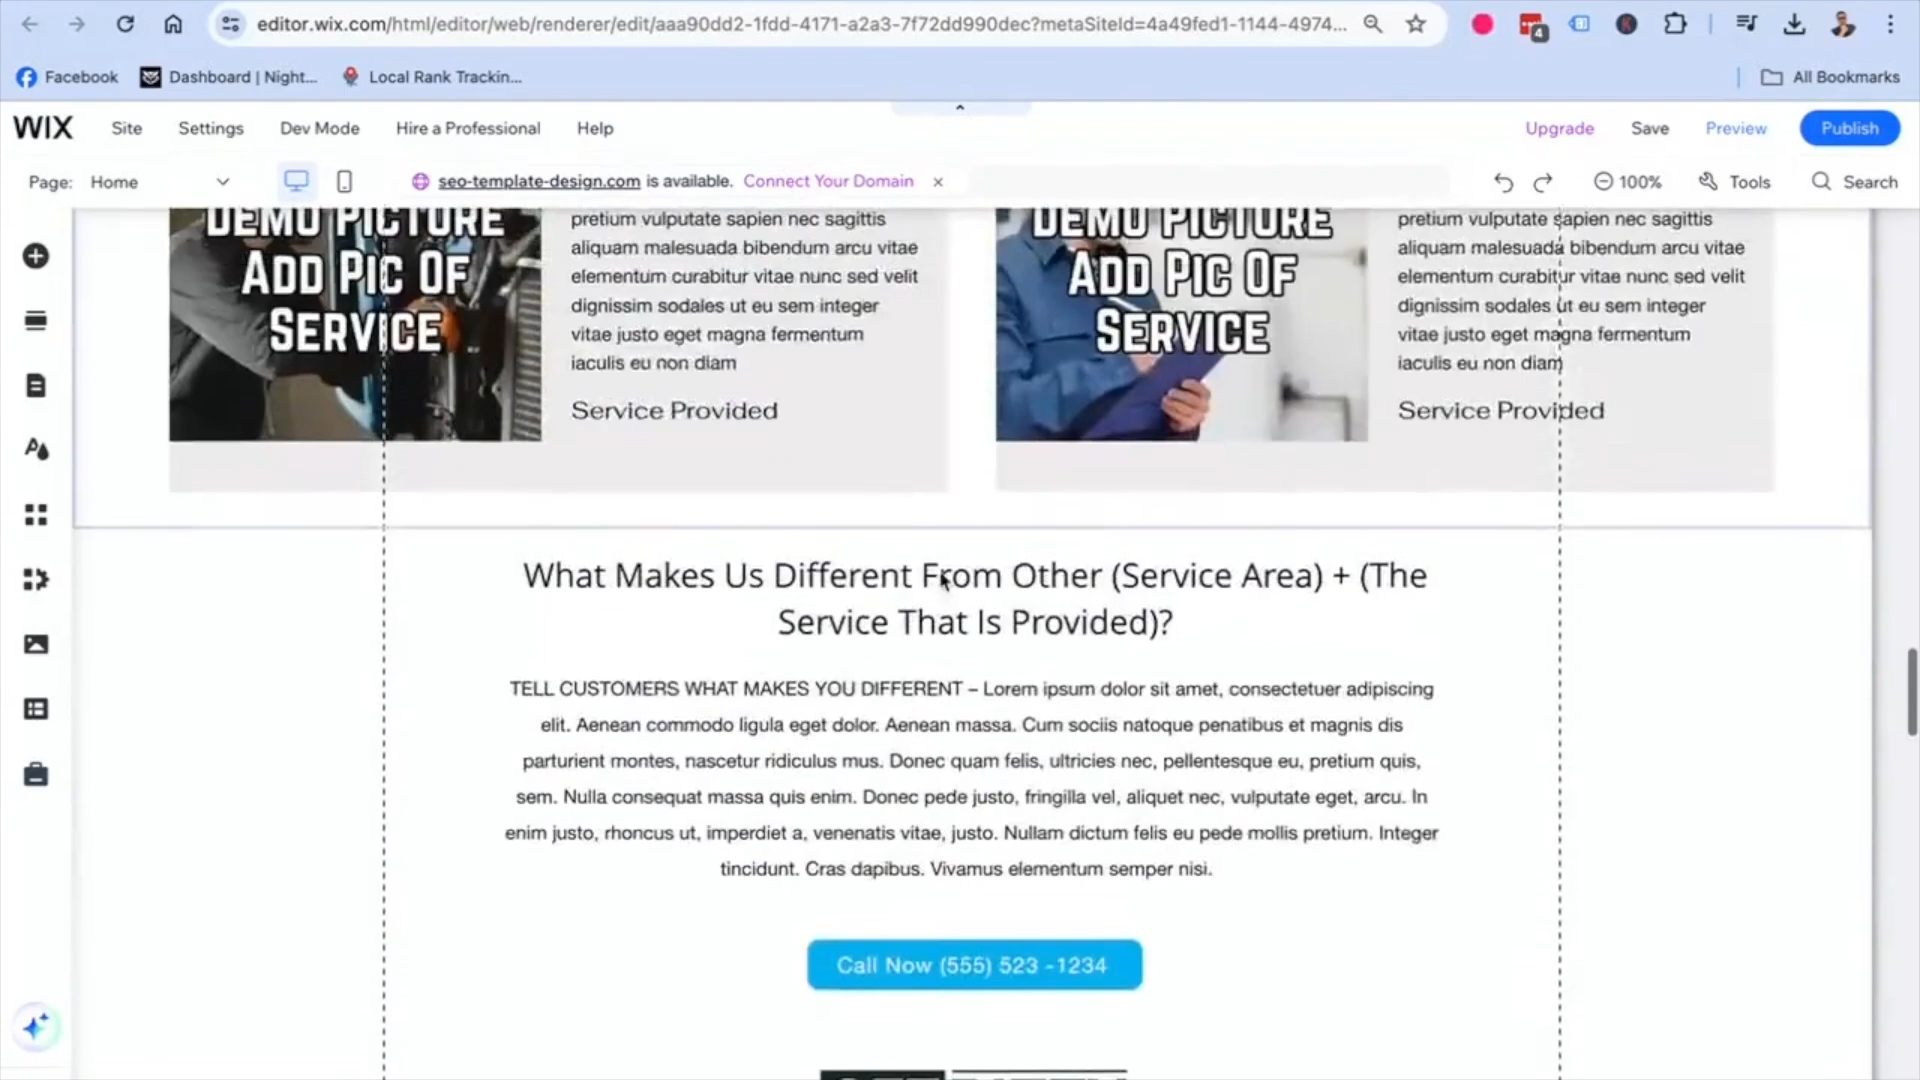 editor.wix.com/html/editor/web/renderer/edit/aaa90dd2-1fdd-4171-a2a3-7f72dd990dec?metaSiteId=4a49fed1-1144-4974...
4
K
Facebook
Dashboard | Night...
Local Rank Trackin...
All Bookmarks
WIX
Site
Settings
Dev Mode
Hire a Professional
Help
Upgrade
Save
Preview
Publish
Page: Home
seo-template-design.com is available. Connect Your Domain
100%
Tools
Search
DEMO PICTURE
ADD PIC OF
SERVICE
pretium vulputate sapien nec sagittis
aliquam malesuada bibendum arcu vitae
elementum curabitur vitae nunc sed velit
dignissim sodales ut eu sem integer
vitae justo eget magna fermentum
iaculis eu non diam
Service Provided
DEMO PICTURE
ADD PIC OF
SERVICE
pretium vulputate sapien nec sagittis
aliquam malesuada bibendum arcu vitae
elementum curabitur vitae nunc sed velit
dignissim sodales ut eu sem integer
vitae justo eget magna fermentum
iaculis eu non diam
Service Provided
What Makes Us Different From Other (Service Area) + (The
Service That Is Provided)?
TELL CUSTOMERS WHAT MAKES YOU DIFFERENT – Lorem ipsum dolor sit amet, consectetuer adipiscing
elit. Aenean commodo ligula eget dolor. Aenean massa. Cum sociis natoque penatibus et magnis dis
parturient montes, nascetur ridiculus mus. Donec quam felis, ultricies nec, pellentesque eu, pretium quis,
sem. Nulla consequat massa quis enim. Donec pede justo, fringilla vel, aliquet nec, vulputate eget, arcu. In
enim justo, rhoncus ut, imperdiet a, venenatis vitae, justo. Nullam dictum felis eu pede mollis pretium. Integer
tincidunt. Cras dapibus. Vivamus elementum semper nisi.
Call Now (555) 523 -1234